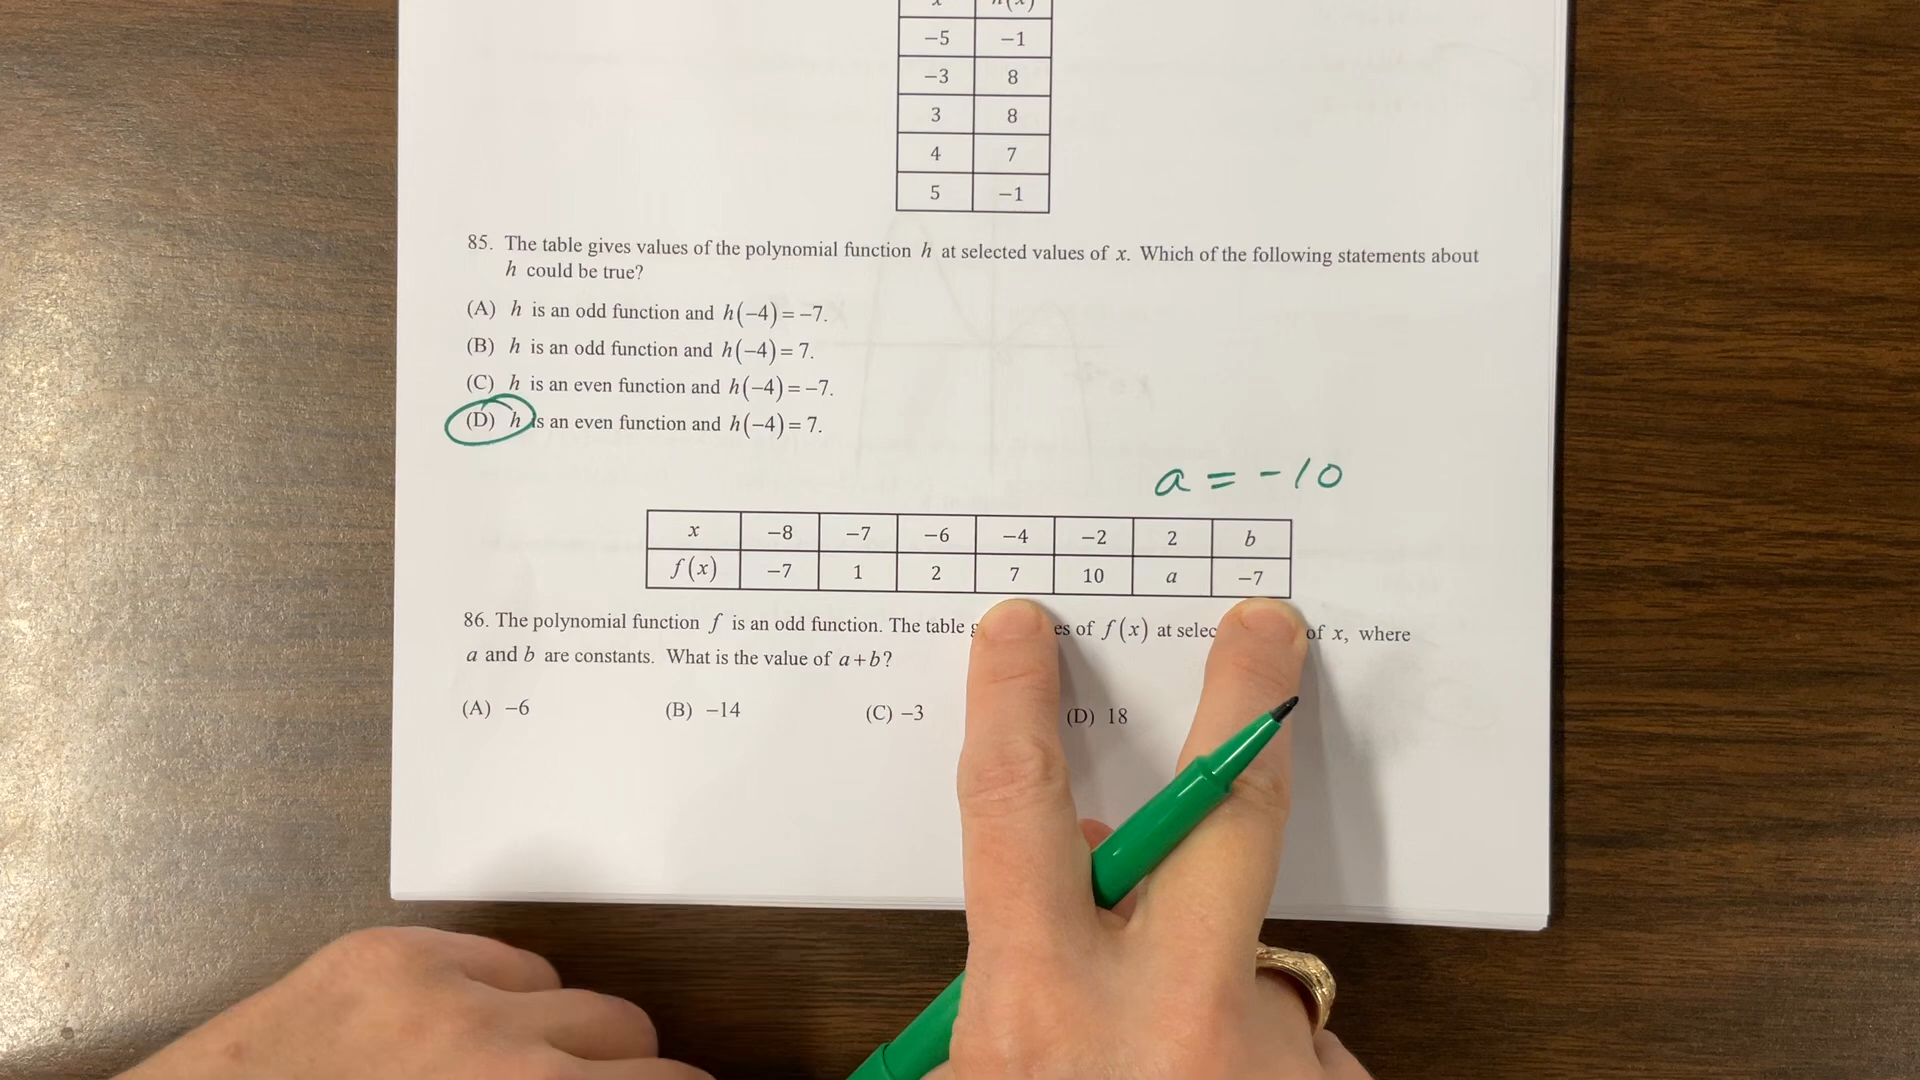 x h(x)
−5 −1
−3 8
3 8
4 7
5 −1
85. The table gives values of the polynomial function h at selected values of x. Which of the following statements about
h could be true?
(A) h is an odd function and h(−4) = −7.
(B) h is an odd function and h(−4) = 7.
(C) h is an even function and h(−4) = −7.
(D) h is an even function and h(−4) = 7.
a = -10
x −8 −7 −6 −4 −2 2 b
f(x) −7 1 2 7 10 a −7
86. The polynomial function f is an odd function. The table es of f(x) at selec of x, where
a and b are constants. What is the value of a+b?
(A) −6 (B) −14 (C) −3 (D) 18